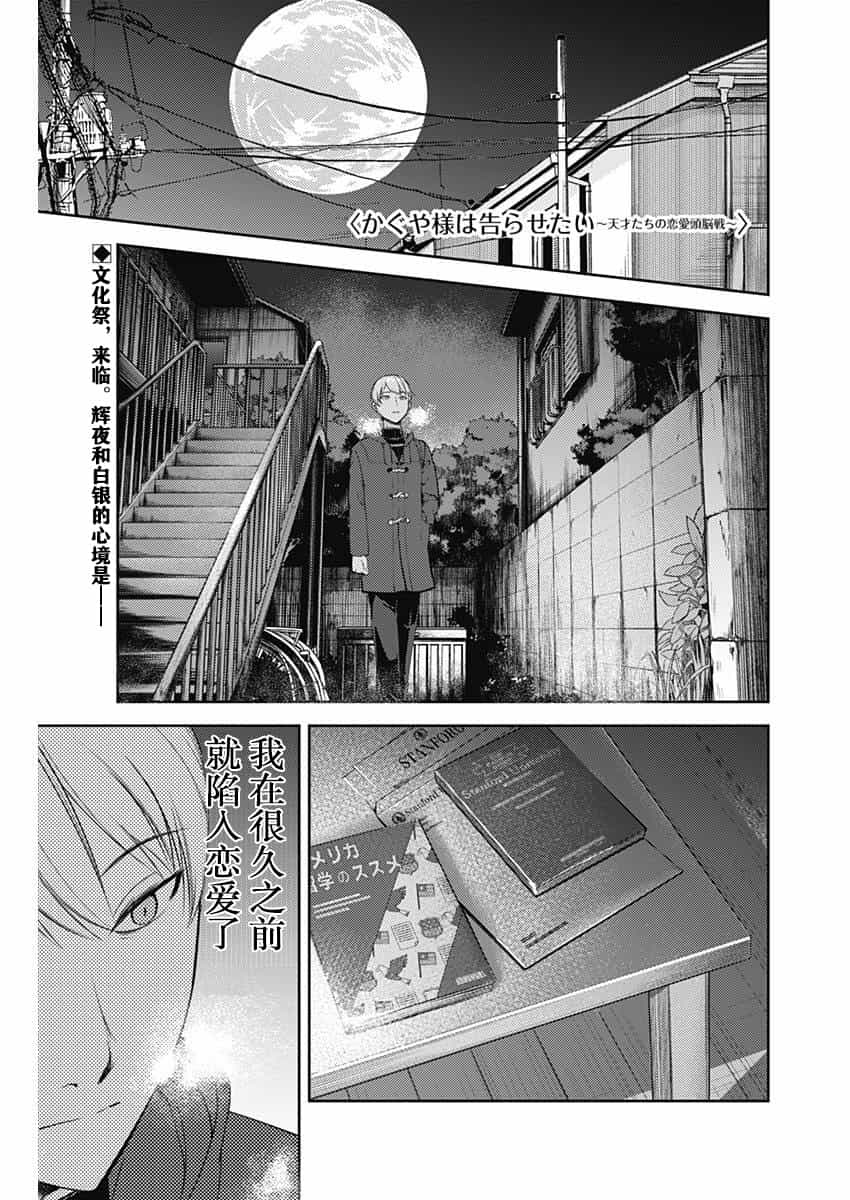 〈かぐや様は告らせたい~天才たちの恋愛頭脳戦~〉
◆文化祭，来临。辉夜和白银的心境是——
STANFORD
Stanford
Stanford University
メリカ
学のススメ
我在很久之前
就陷入恋爱了